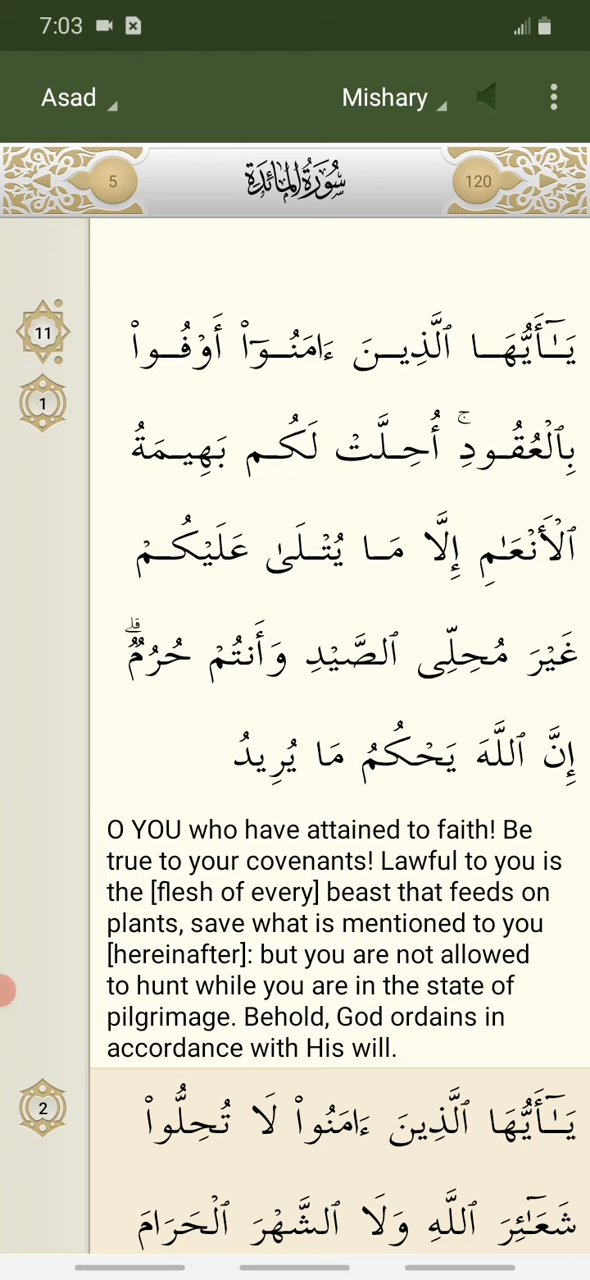 7:03
Asad
Mishary
5
سُورَةُ المَائدَة
120
11
1
يَـٰٓأَيُّهَا ٱلَّذِينَ ءَامَنُوٓا۟ أَوْفُوا۟
بِٱلْعُقُودِ ۚ أُحِلَّتْ لَكُم بَهِيمَةُ
ٱلْأَنْعَـٰمِ إِلَّا مَا يُتْلَىٰ عَلَيْكُمْ
غَيْرَ مُحِلِّى ٱلصَّيْدِ وَأَنتُمْ حُرُمٌ ۗ
إِنَّ ٱللَّهَ يَحْكُمُ مَا يُرِيدُ
O YOU who have attained to faith! Be
true to your covenants! Lawful to you is
the [flesh of every] beast that feeds on
plants, save what is mentioned to you
[hereinafter]: but you are not allowed
to hunt while you are in the state of
pilgrimage. Behold, God ordains in
accordance with His will.
2
يَـٰٓأَيُّهَا ٱلَّذِينَ ءَامَنُوا۟ لَا تُحِلُّوا۟
شَعَـٰٓئِرَ ٱللَّهِ وَلَا ٱلشَّهْرَ ٱلْحَرَامَ